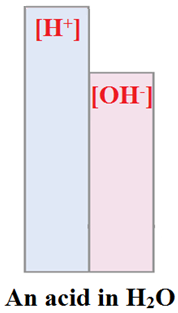 [H⁺]
[OH⁻]
An acid in H₂O